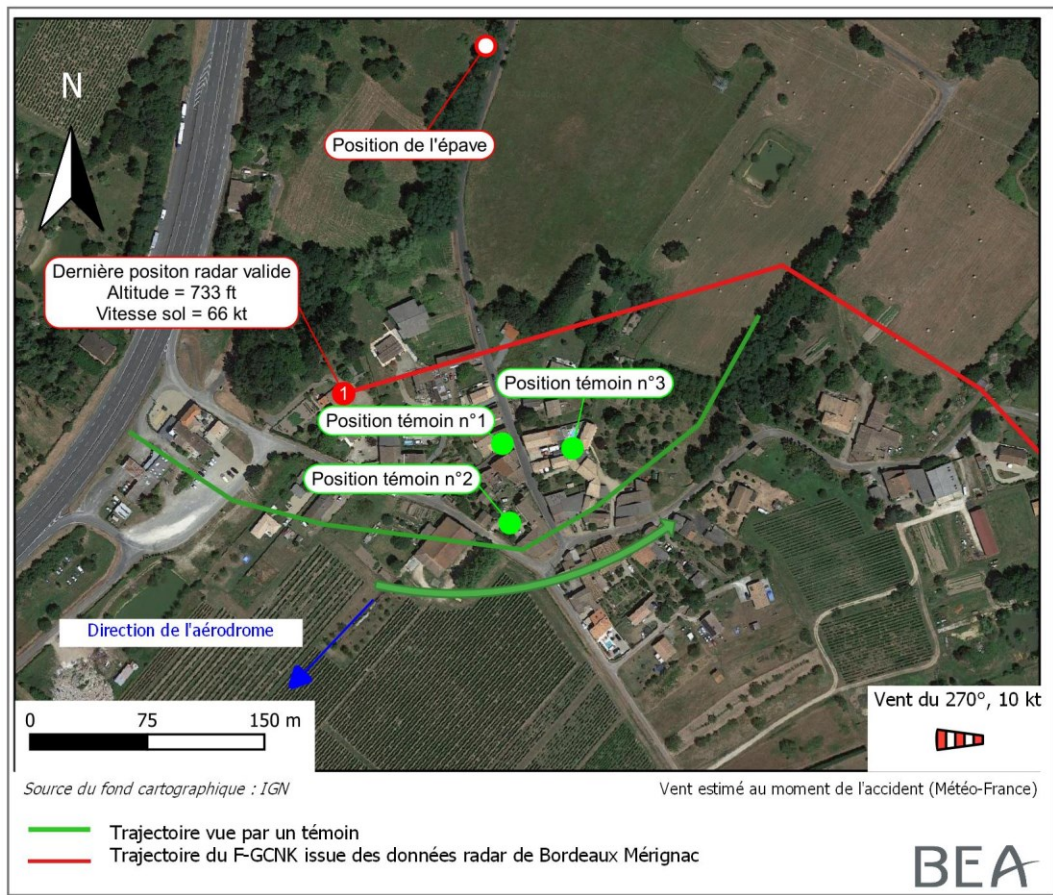 N
Position de l'épave
Dernière positon radar valide
Altitude = 733 ft
Vitesse sol = 66 kt
1
Position témoin n°3
Position témoin n°1
Position témoin n°2
Direction de l'aérodrome
0 75 150 m
Vent du 270°, 10 kt
Source du fond cartographique : IGN
Vent estimé au moment de l'accident (Météo-France)
Trajectoire vue par un témoin
Trajectoire du F-GCNK issue des données radar de Bordeaux Mérignac
BEA